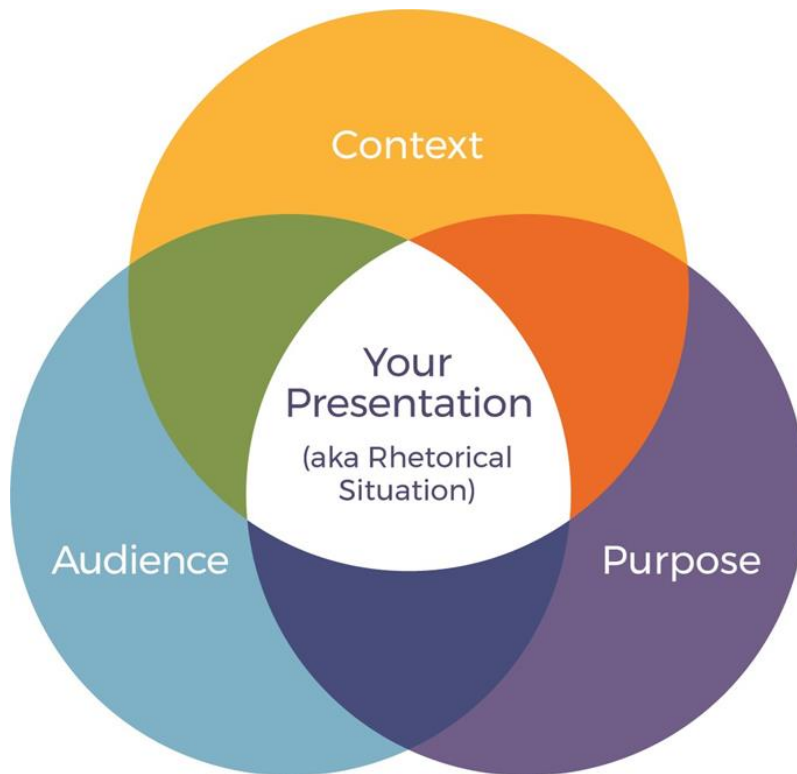 Context
Your
Presentation
(aka Rhetorical
Situation)
Audience
Purpose